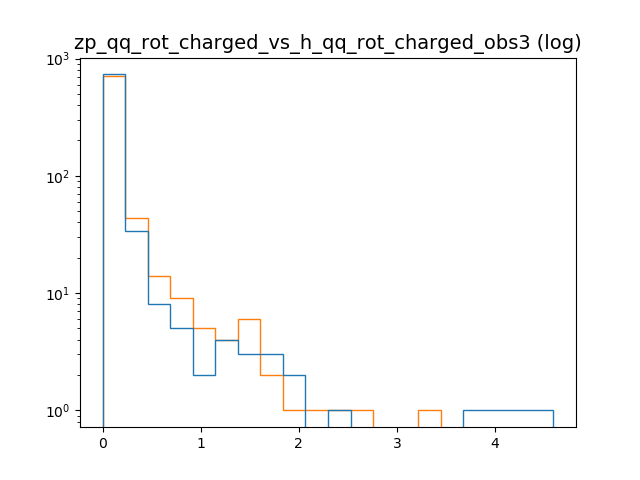 zp_qq_rot_charged_vs_h_qq_rot_charged_obs3 (log)
10³
10²
10¹
10⁰
0 1 2 3 4